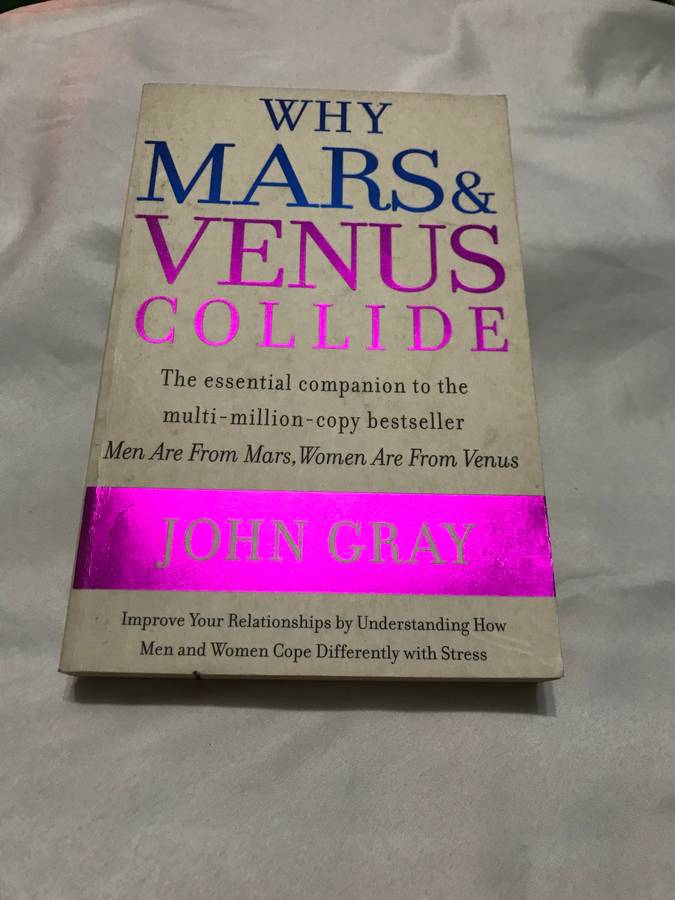 WHY
MARS &
VENUS
COLLIDE
The essential companion to the
multi-million-copy bestseller
Men Are From Mars, Women Are From Venus
JOHN GRAY
Improve Your Relationships by Understanding How
Men and Women Cope Differently with Stress